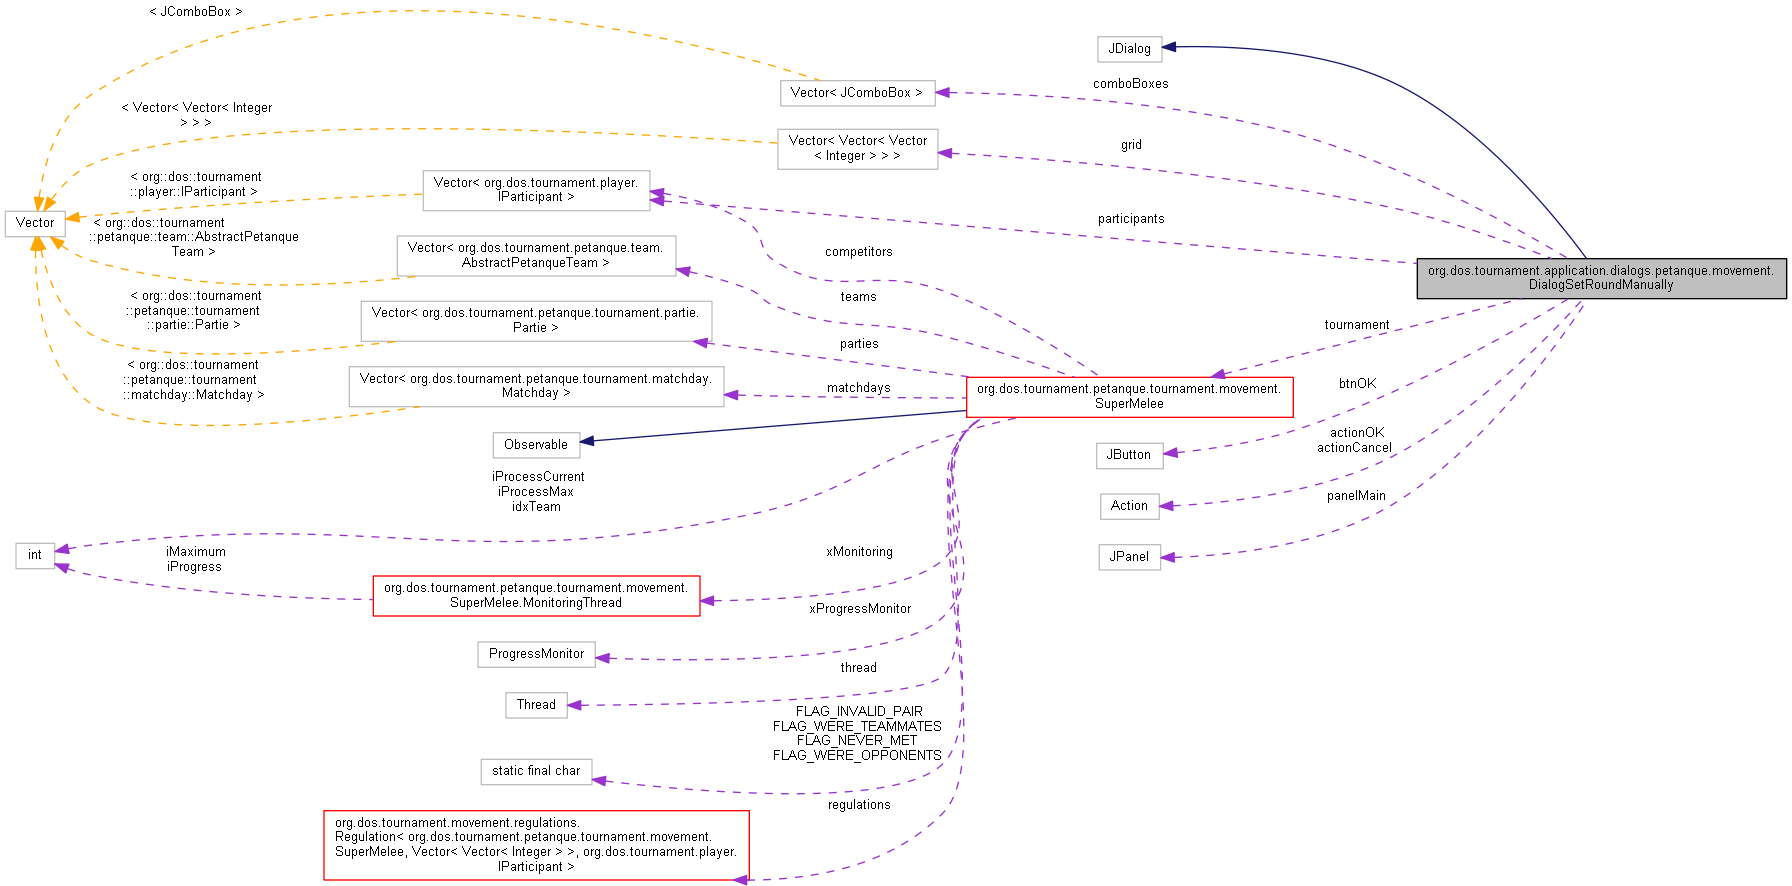 < JComboBox >
JDialog
comboBoxes
Vector< JComboBox >
< Vector< Vector< Integer
> > >
grid
Vector< Vector< Vector
< Integer > > >
< org::dos::tournament
::player::IParticipant >
Vector< org.dos.tournament.player.
IParticipant >
participants
Vector
< org::dos::tournament
::petanque::team::AbstractPetanque
Team >
Vector< org.dos.tournament.petanque.team.
AbstractPetanqueTeam >
competitors
org.dos.tournament.application.dialogs.petanque.movement.
DialogSetRoundManually
teams
< org::dos::tournament
::petanque::tournament
::partie::Partie >
Vector< org.dos.tournament.petanque.tournament.partie.
Partie >
tournament
parties
< org::dos::tournament
::petanque::tournament
::matchday::Matchday >
Vector< org.dos.tournament.petanque.tournament.matchday.
Matchday >
matchdays
org.dos.tournament.petanque.tournament.movement.
SuperMelee
btnOK
Observable
JButton
actionOK
actionCancel
iProcessCurrent
iProcessMax
idxTeam
Action
panelMain
int
iMaximum
iProgress
xMonitoring
JPanel
org.dos.tournament.petanque.tournament.movement.
SuperMelee.MonitoringThread
xProgressMonitor
ProgressMonitor
thread
Thread
FLAG_INVALID_PAIR
FLAG_WERE_TEAMMATES
FLAG_NEVER_MET
FLAG_WERE_OPPONENTS
static final char
regulations
org.dos.tournament.movement.regulations.
Regulation< org.dos.tournament.petanque.tournament.movement.
SuperMelee, Vector< Vector< Integer > >, org.dos.tournament.player.
IParticipant >